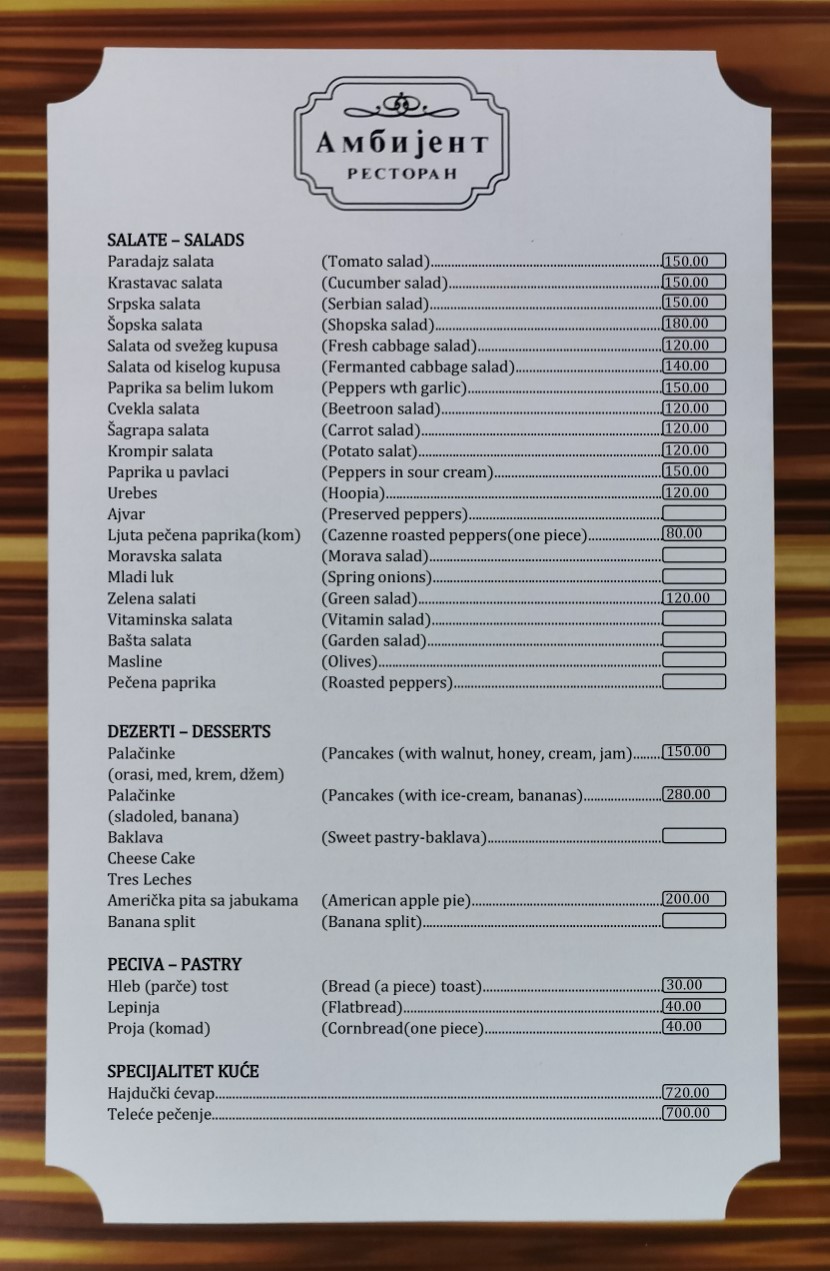 Амбијент
РЕСТОРАН
SALATE – SALADS
Paradajz salata (Tomato salad)..........150.00
Krastavac salata (Cucumber salad)..........150.00
Srpska salata (Serbian salad)..........150.00
Šopska salata (Shopska salad)..........180.00
Salata od svežeg kupusa (Fresh cabbage salad)..........120.00
Salata od kiselog kupusa (Fermanted cabbage salad)..........140.00
Paprika sa belim lukom (Peppers wth garlic)..........150.00
Cvekla salata (Beetroon salad)..........120.00
Šagrapa salata (Carrot salad)..........120.00
Krompir salata (Potato salat)..........120.00
Paprika u pavlaci (Peppers in sour cream)..........150.00
Urebes (Hoopia)..........120.00
Ajvar (Preserved peppers)..........
Ljuta pečena paprika(kom) (Cazenne roasted peppers(one piece)..........80.00
Moravska salata (Morava salad)..........
Mladi luk (Spring onions)..........
Zelena salati (Green salad)..........120.00
Vitaminska salata (Vitamin salad)..........
Bašta salata (Garden salad)..........
Masline (Olives)..........
Pečena paprika (Roasted peppers)..........
DEZERTI – DESSERTS
Palačinke (Pancakes (with walnut, honey, cream, jam)..........150.00
(orasi, med, krem, džem)
Palačinke (Pancakes (with ice-cream, bananas)..........280.00
(sladoled, banana)
Baklava (Sweet pastry-baklava)..........
Cheese Cake
Tres Leches
Američka pita sa jabukama (American apple pie)..........200.00
Banana split (Banana split)..........
PECIVA – PASTRY
Hleb (parče) tost (Bread (a piece) toast)..........30.00
Lepinja (Flatbread)..........40.00
Proja (komad) (Cornbread(one piece)..........40.00
SPECIJALITET KUĆE
Hajdučki ćevap..........720.00
Teleće pečenje..........700.00